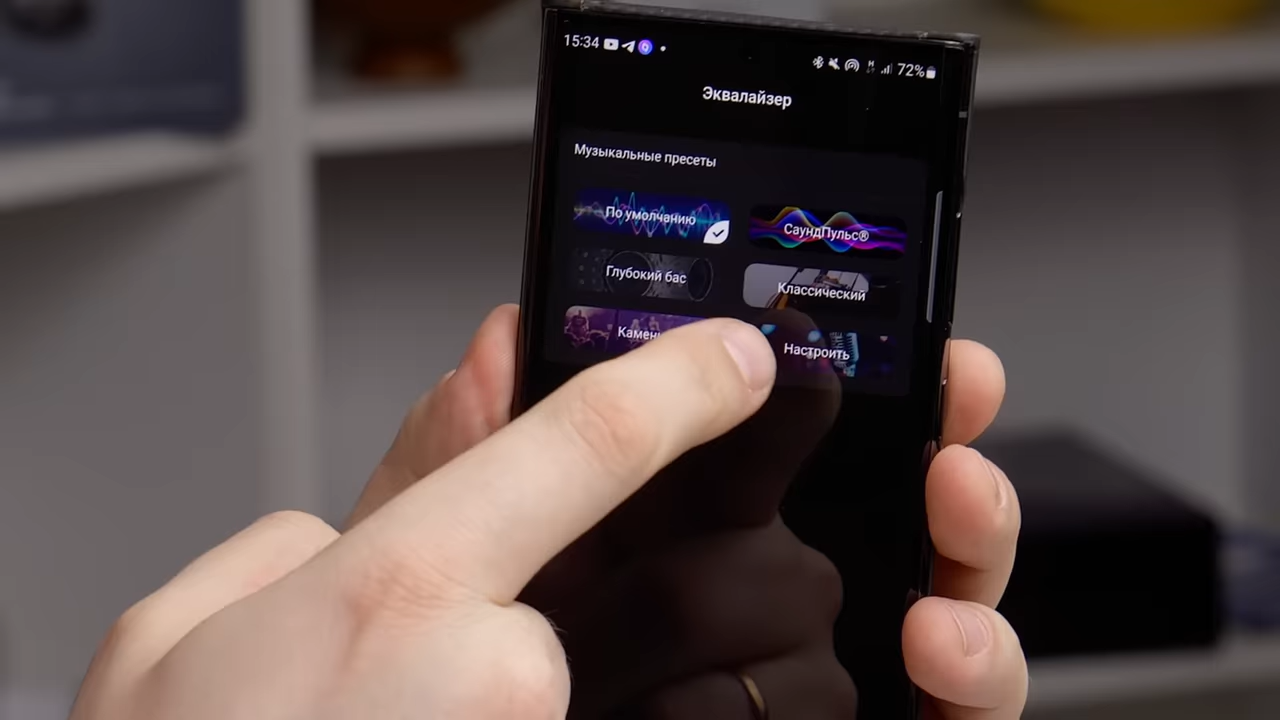 15:34
72%
Эквалайзер
Музыкальные пресеты
По умолчанию
СаундПульс®
Глубокий бас
Классический
Настроить